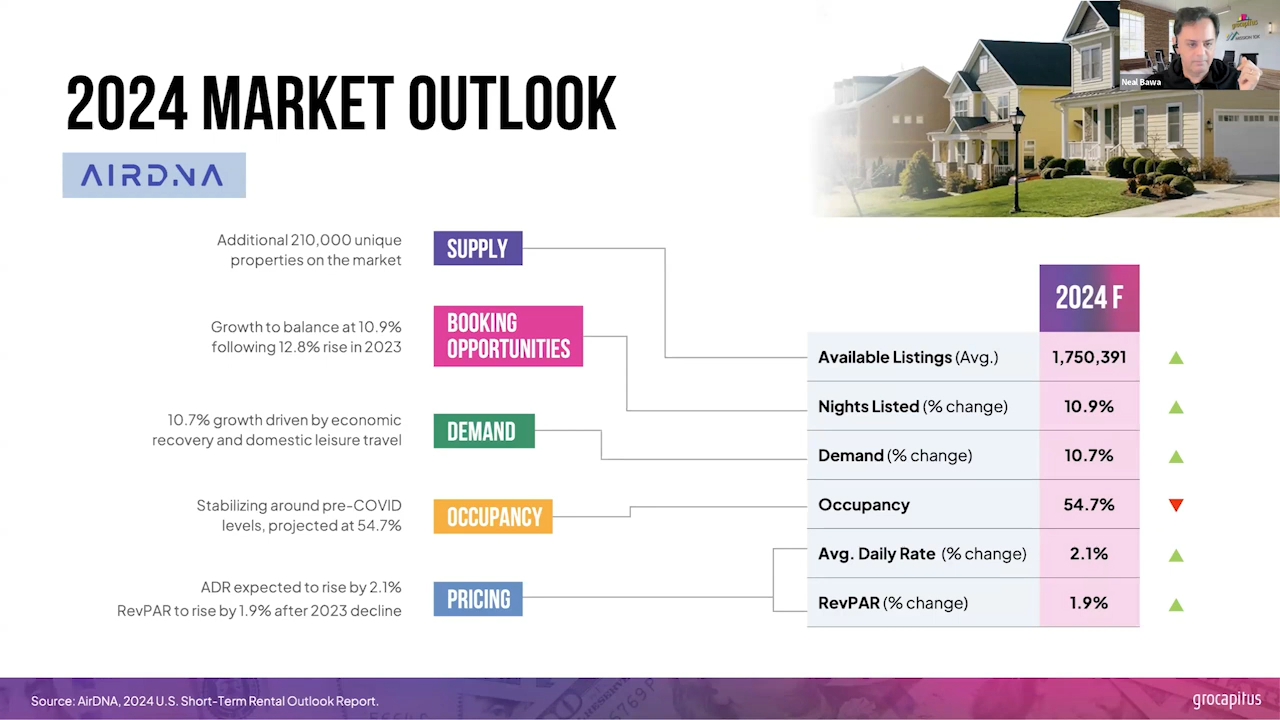 2024 MARKET OUTLOOK
AIRDNA
Neal Bawa
grocapitus
MISSION 10K
Additional 210,000 unique
properties on the market
SUPPLY
Growth to balance at 10.9%
following 12.8% rise in 2023
BOOKING
OPPORTUNITIES
10.7% growth driven by economic
recovery and domestic leisure travel
DEMAND
Stabilizing around pre-COVID
levels, projected at 54.7%
OCCUPANCY
ADR expected to rise by 2.1%
RevPAR to rise by 1.9% after 2023 decline
PRICING
2024 F
Available Listings (Avg.) 1,750,391
Nights Listed (% change) 10.9%
Demand (% change) 10.7%
Occupancy 54.7%
Avg. Daily Rate (% change) 2.1%
RevPAR (% change) 1.9%
Source: AirDNA, 2024 U.S. Short-Term Rental Outlook Report.
grocapitus